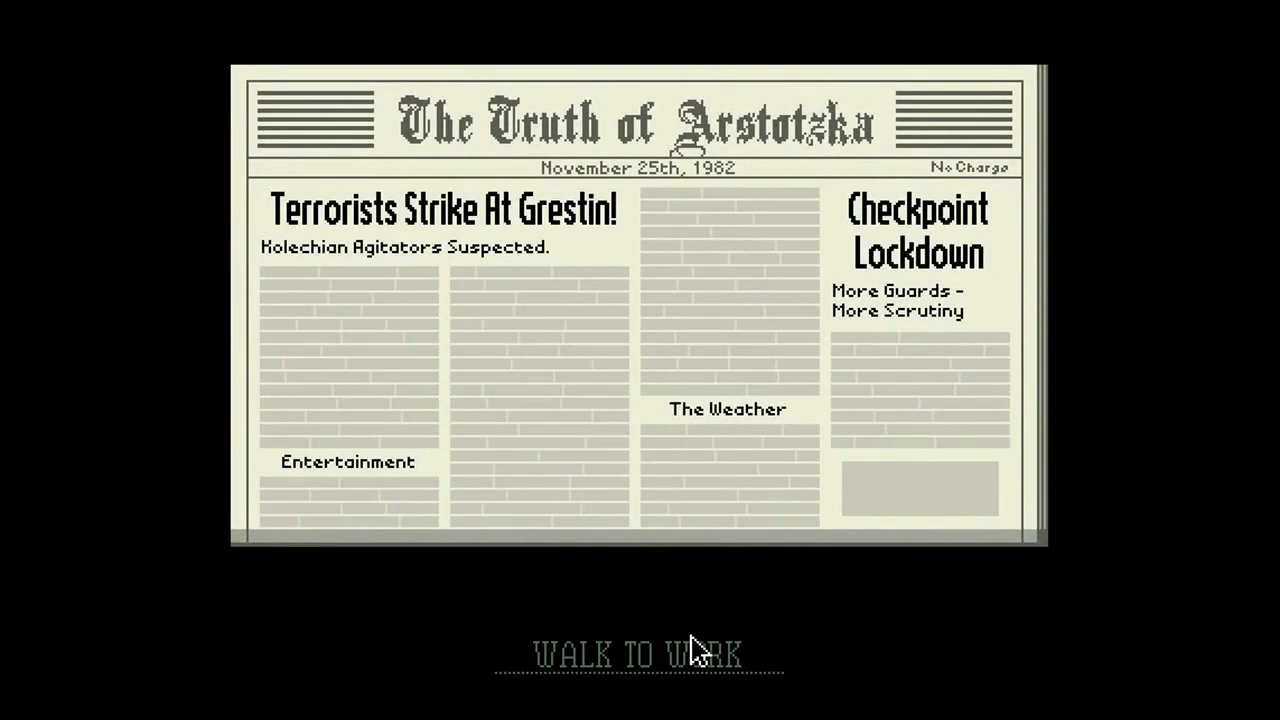 The Truth of Arstotzka
November 25th, 1982
No Charge
Terrorists Strike At Grestin!
Kolechian Agitators Suspected.
Entertainment
The Weather
Checkpoint
Lockdown
More Guards -
More Scrutiny
WALK TO WORK